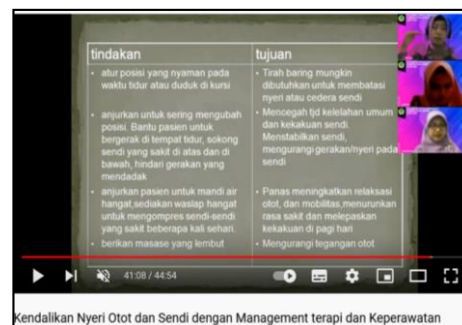 tindakan
tujuan
• atur posisi yang nyaman pada
waktu tidur atau duduk di kursi
• Tirah baring mungkin
dibutuhkan untuk membatasi
nyeri atau cedera sendi
• anjurkan untuk sering mengubah
posisi. Bantu pasien untuk
bergerak di tempat tidur, sokong
sendi yang sakit di atas dan di
bawah, hindari gerakan yang
mendadak
• Mencegah tjd kelelahan umum
dan kekakuan sendi.
Menstabilkan sendi,
mengurangi gerakan/nyeri pada
sendi
• anjurkan pasien untuk mandi air
hangat,sediakan waslap hangat
untuk mengompres sendi-sendi
yang sakit beberapa kali sehari.
• Panas meningkatkan relaksasi
otot, dan mobilitas,menurunkan
rasa sakit dan melepaskan
kekakuan di pagi hari
• berikan masase yang lembut
• Mengurangi tegangan otot
41:08 / 44:54
Kendalikan Nyeri Otot dan Sendi dengan Management terapi dan Keperawatan